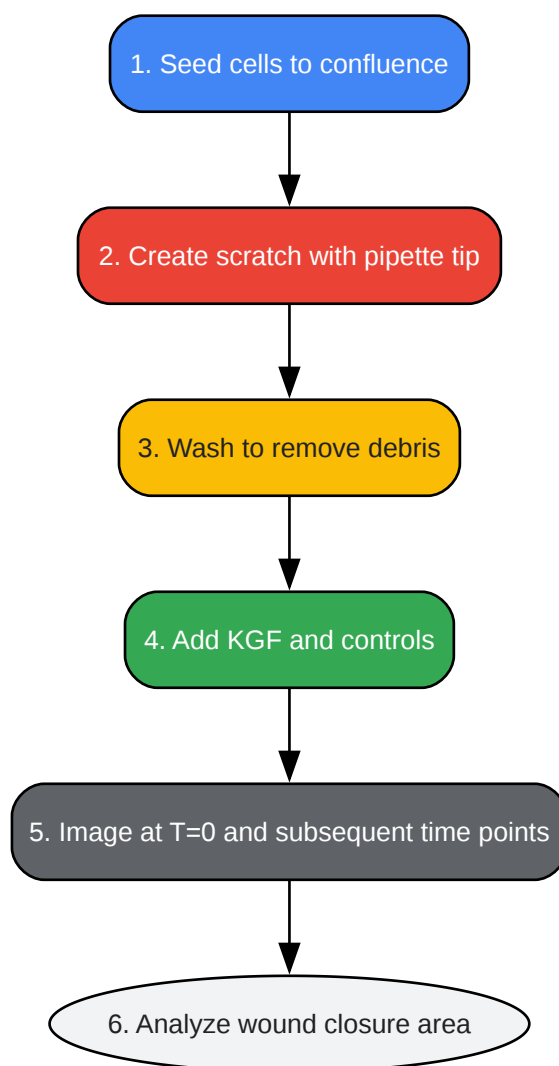 1. Seed cells to confluence
2. Create scratch with pipette tip
3. Wash to remove debris
4. Add KGF and controls
5. Image at T=0 and subsequent time points
6. Analyze wound closure area